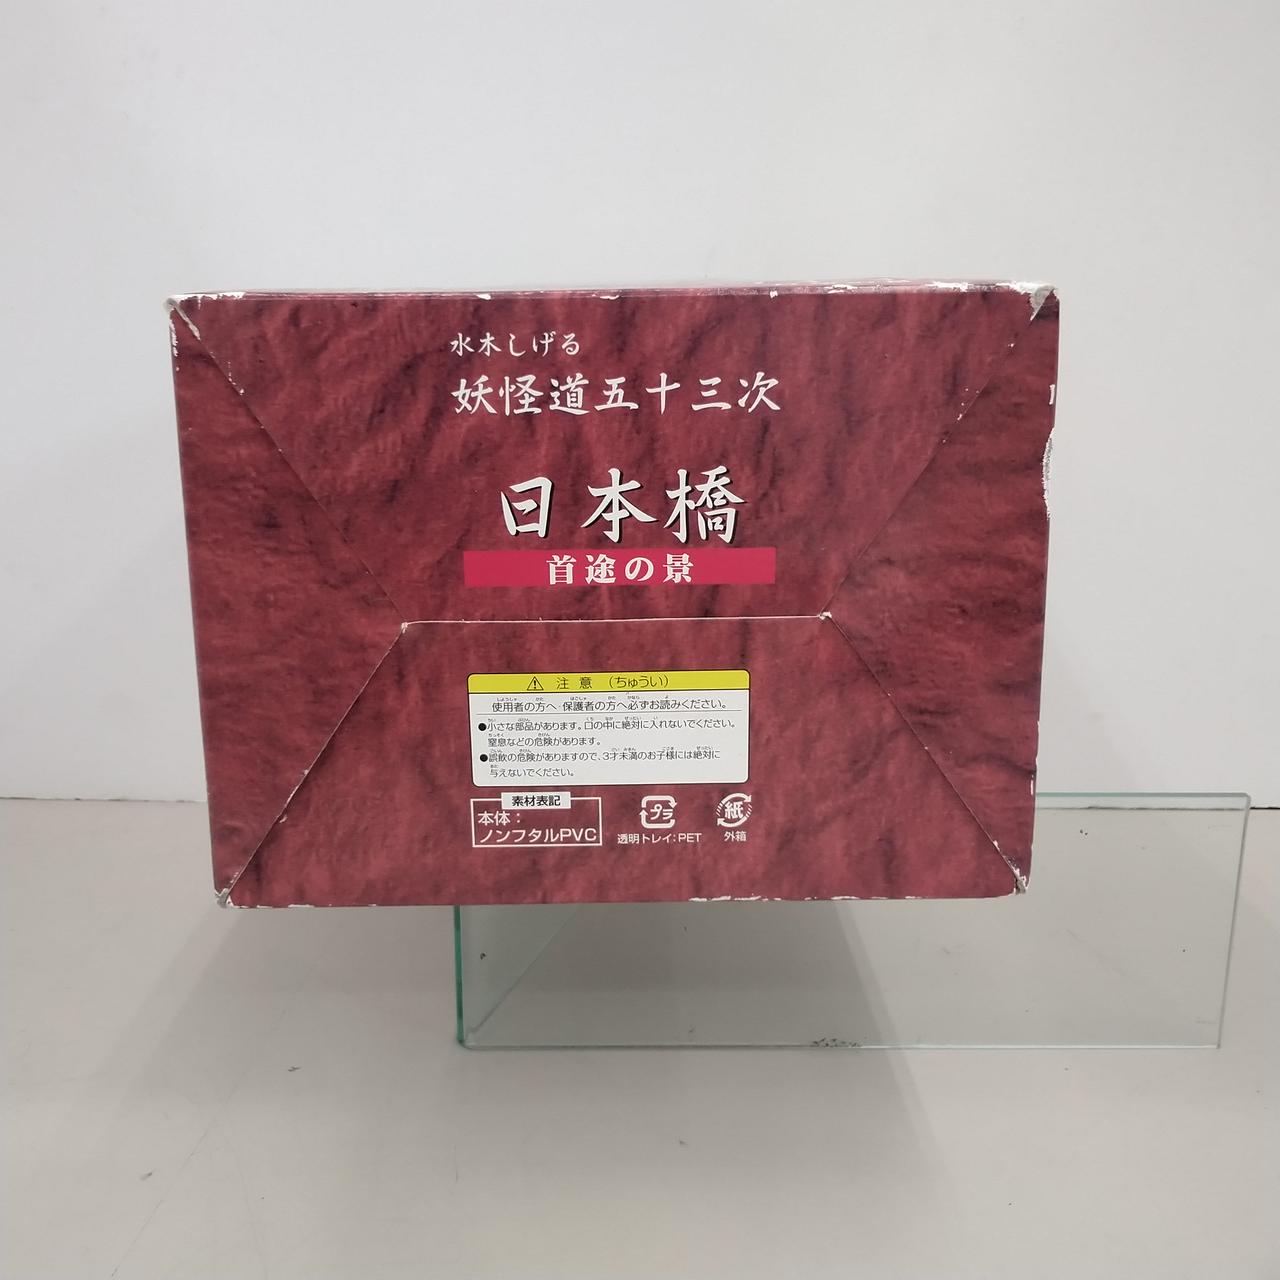 水木しげる
妖怪道五十三次
日本橋
首途の景
注意（ちゅうい）
使用者の方へ 保護者の方へ必ずお読みください。
●小さな部品があります。口の中に絶対に入れないでください。
窒息などの危険があります。
●誤飲の危険がありますので、3才未満のお子様には絶対に
与えないでください。
素材表記
本体：
ノンフタルPVC
プラ
透明トレイ：PET
紙
外箱